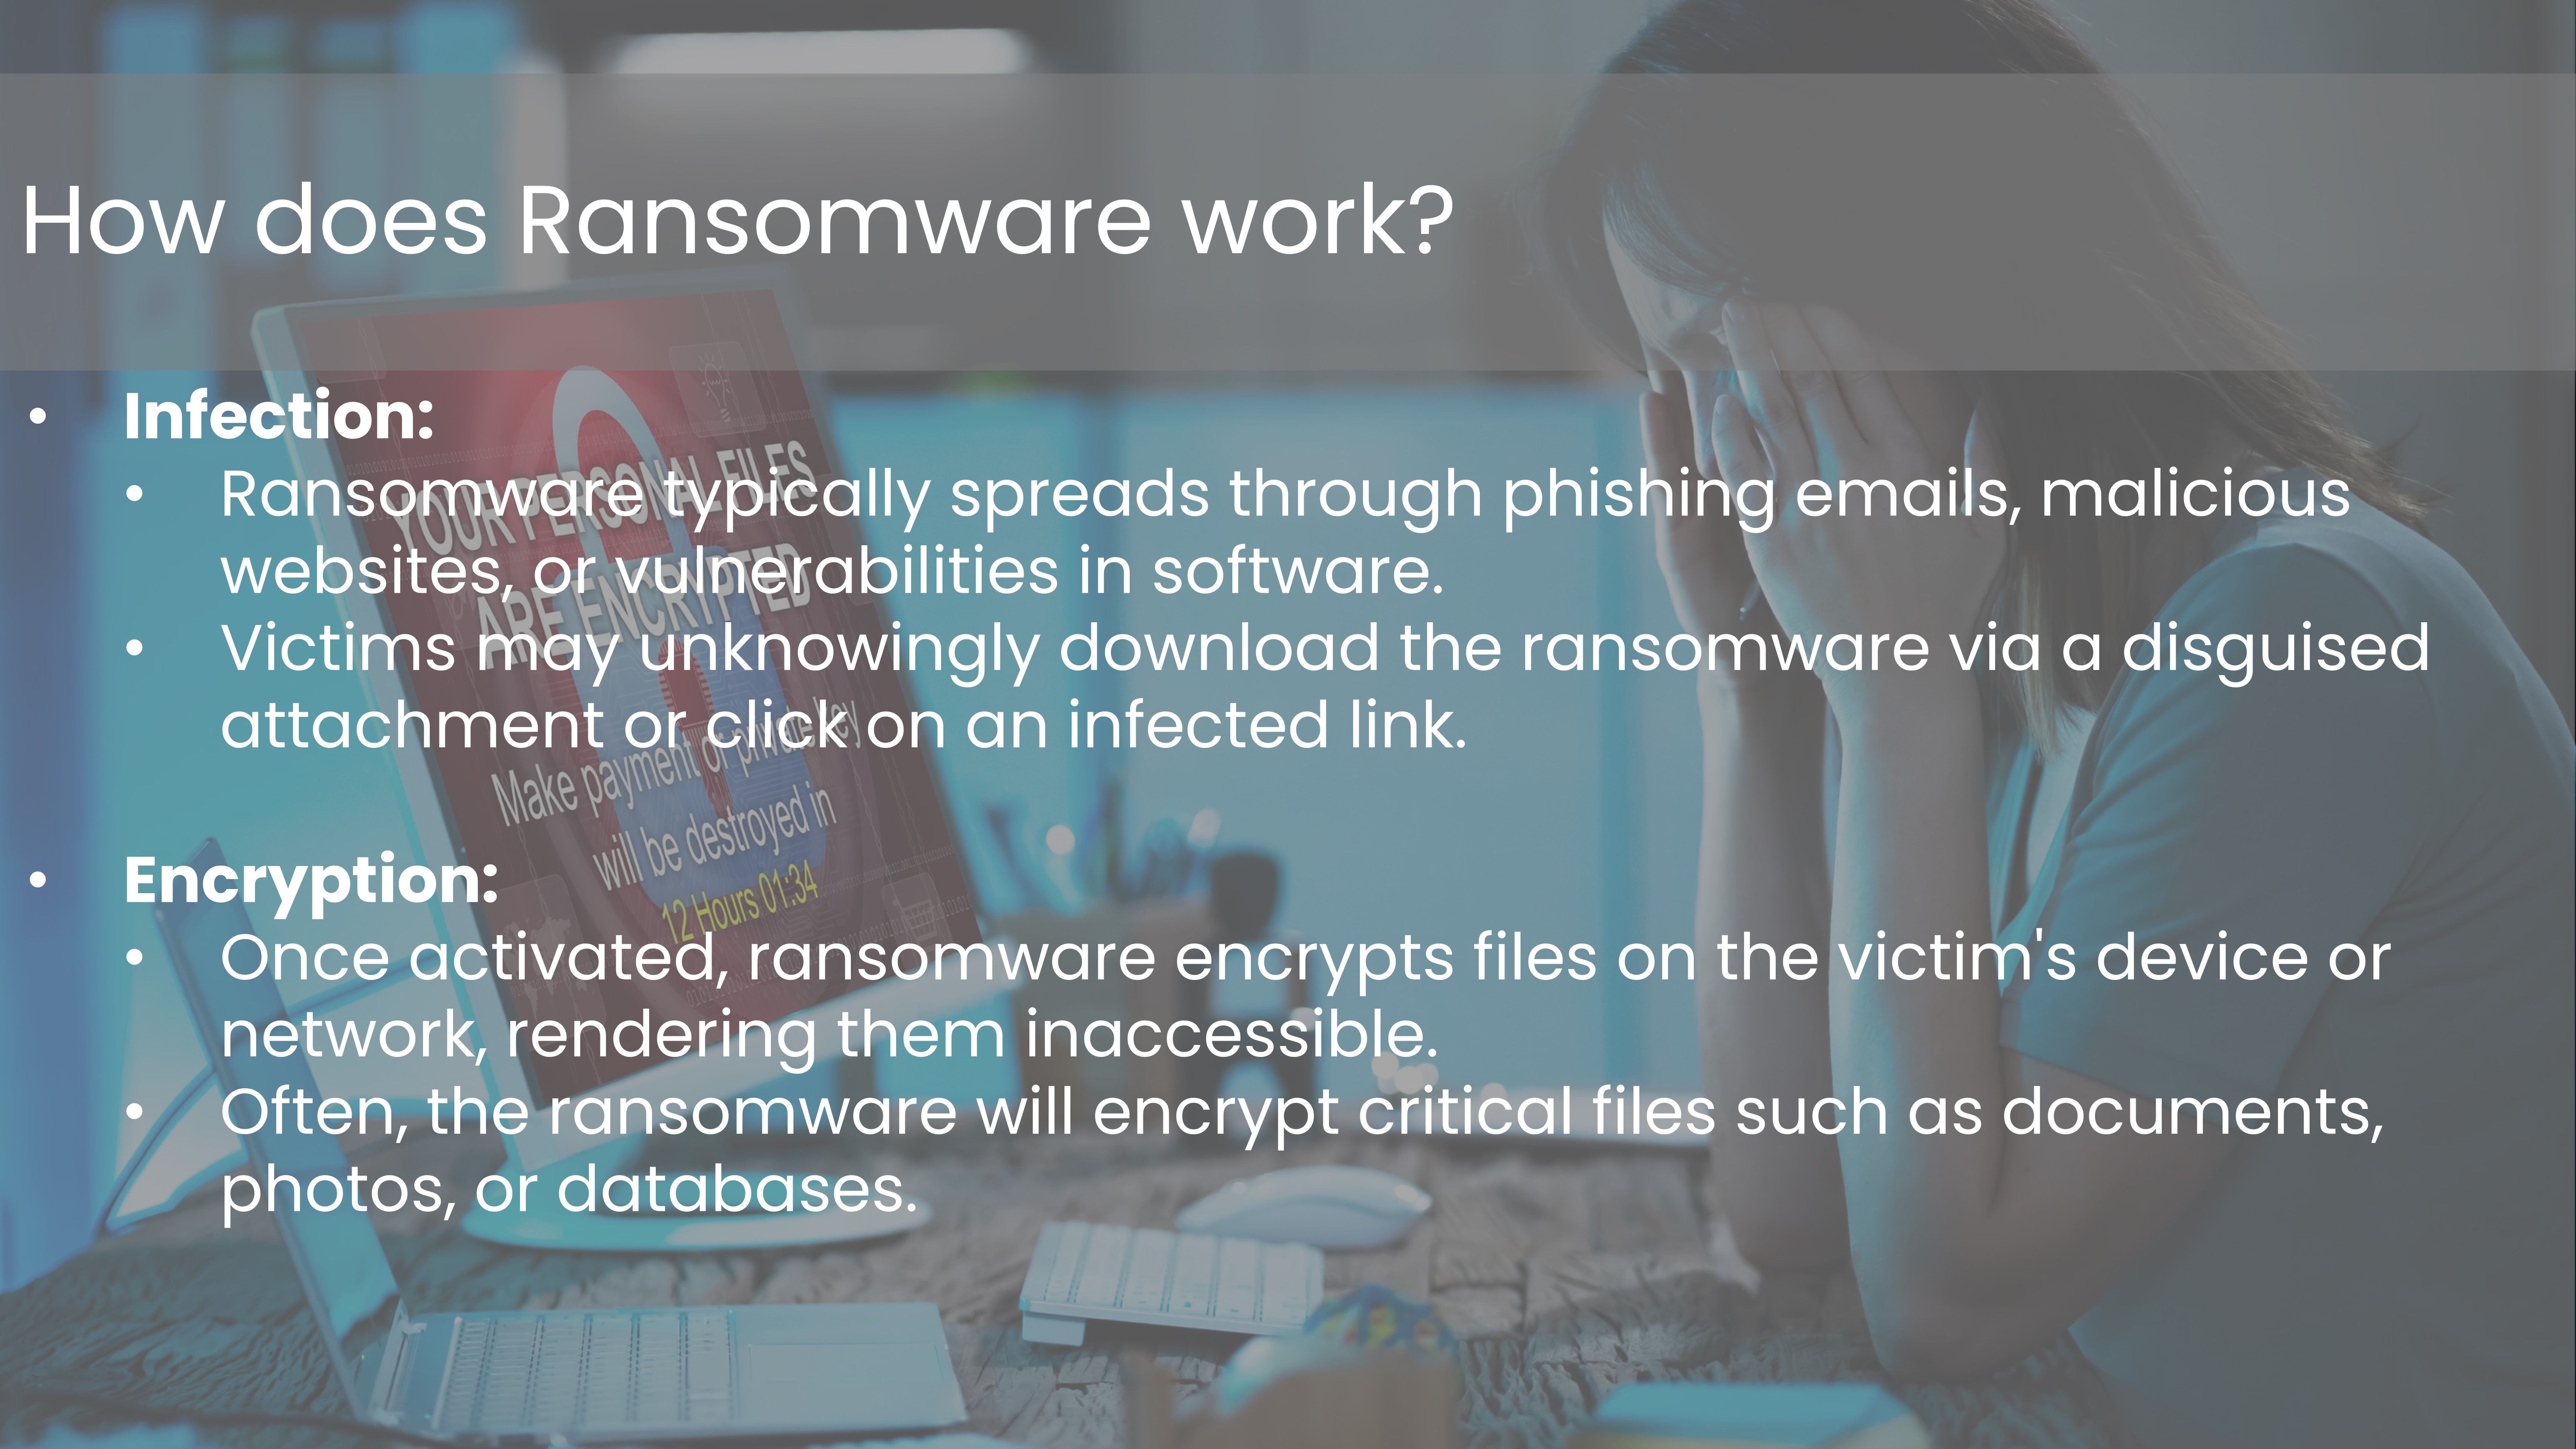 How does Ransomware work?
• Infection:
• Ransomware typically spreads through phishing emails, malicious
websites, or vulnerabilities in software.
• Victims may unknowingly download the ransomware via a disguised
attachment or click on an infected link.
• Encryption:
• Once activated, ransomware encrypts files on the victim's device or
network, rendering them inaccessible.
• Often, the ransomware will encrypt critical files such as documents,
photos, or databases.
YOUR PERSONAL FILES
ARE ENCRYPTED
Make payment or private key
will be destroyed in
12 Hours 01:34